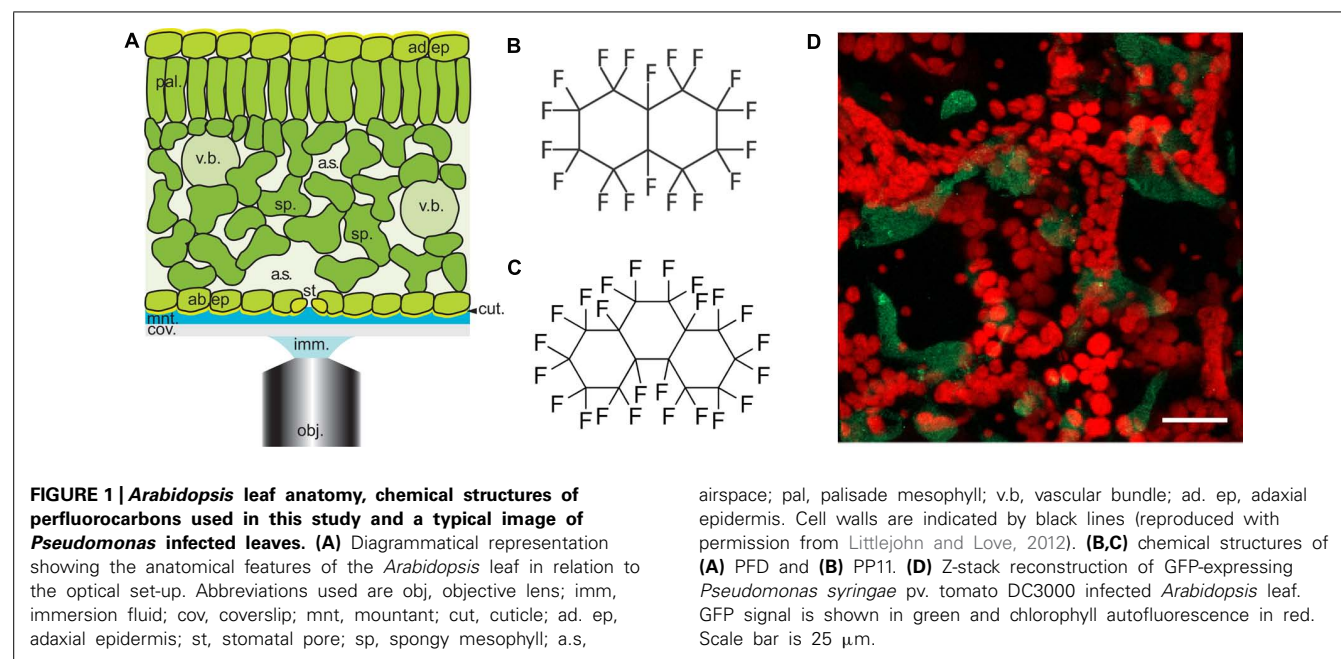 A
ad ep
pal.
v.b.
a.s.
sp.
v.b.
sp.
a.s.
st
ab ep
cut.
mnt.
cov.
imm.
obj.
B
F F F F F
F F
F F
F F
F F
F F F F F
C
F F F F
F F F F
F F
F F
F F
F F
F F
F F
F F F F
D
FIGURE 1 | Arabidopsis leaf anatomy, chemical structures of
perfluorocarbons used in this study and a typical image of
Pseudomonas infected leaves. (A) Diagrammatical representation
showing the anatomical features of the Arabidopsis leaf in relation to
the optical set-up. Abbreviations used are obj, objective lens; imm,
immersion fluid; cov, coverslip; mnt, mountant; cut, cuticle; ad. ep,
adaxial epidermis; st, stomatal pore; sp, spongy mesophyll; a.s,
airspace; pal, palisade mesophyll; v.b, vascular bundle; ad. ep, adaxial
epidermis. Cell walls are indicated by black lines (reproduced with
permission from Littlejohn and Love, 2012). (B,C) chemical structures of
(A) PFD and (B) PP11. (D) Z-stack reconstruction of GFP-expressing
Pseudomonas syringae pv. tomato DC3000 infected Arabidopsis leaf.
GFP signal is shown in green and chlorophyll autofluorescence in red.
Scale bar is 25 μm.